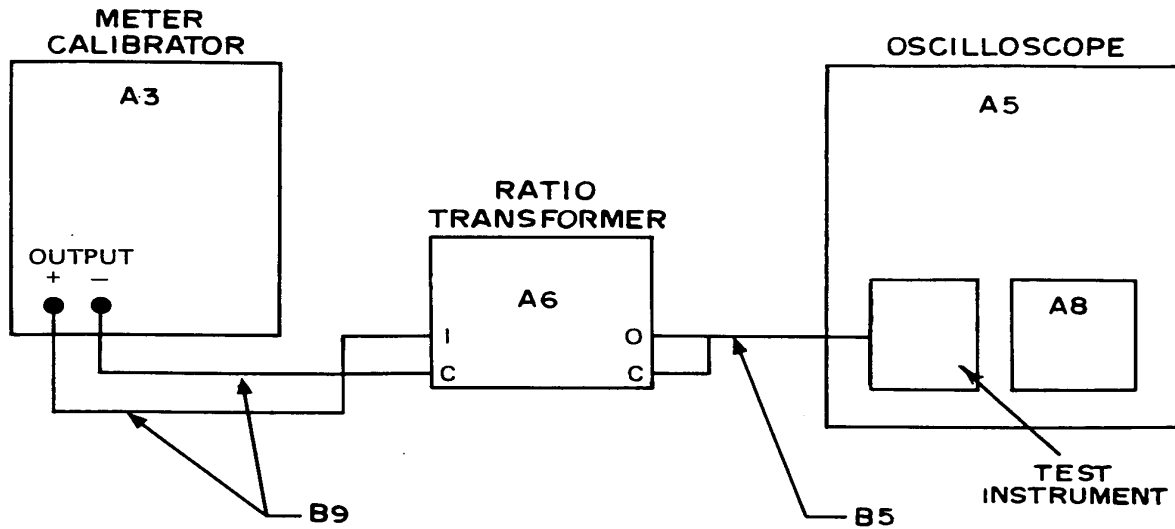 METER
CALIBRATOR
A3
OUTPUT
+ −
RATIO
TRANSFORMER
A6
I
C
O
C
OSCILLOSCOPE
A5
A8
TEST
INSTRUMENT
B9
B5